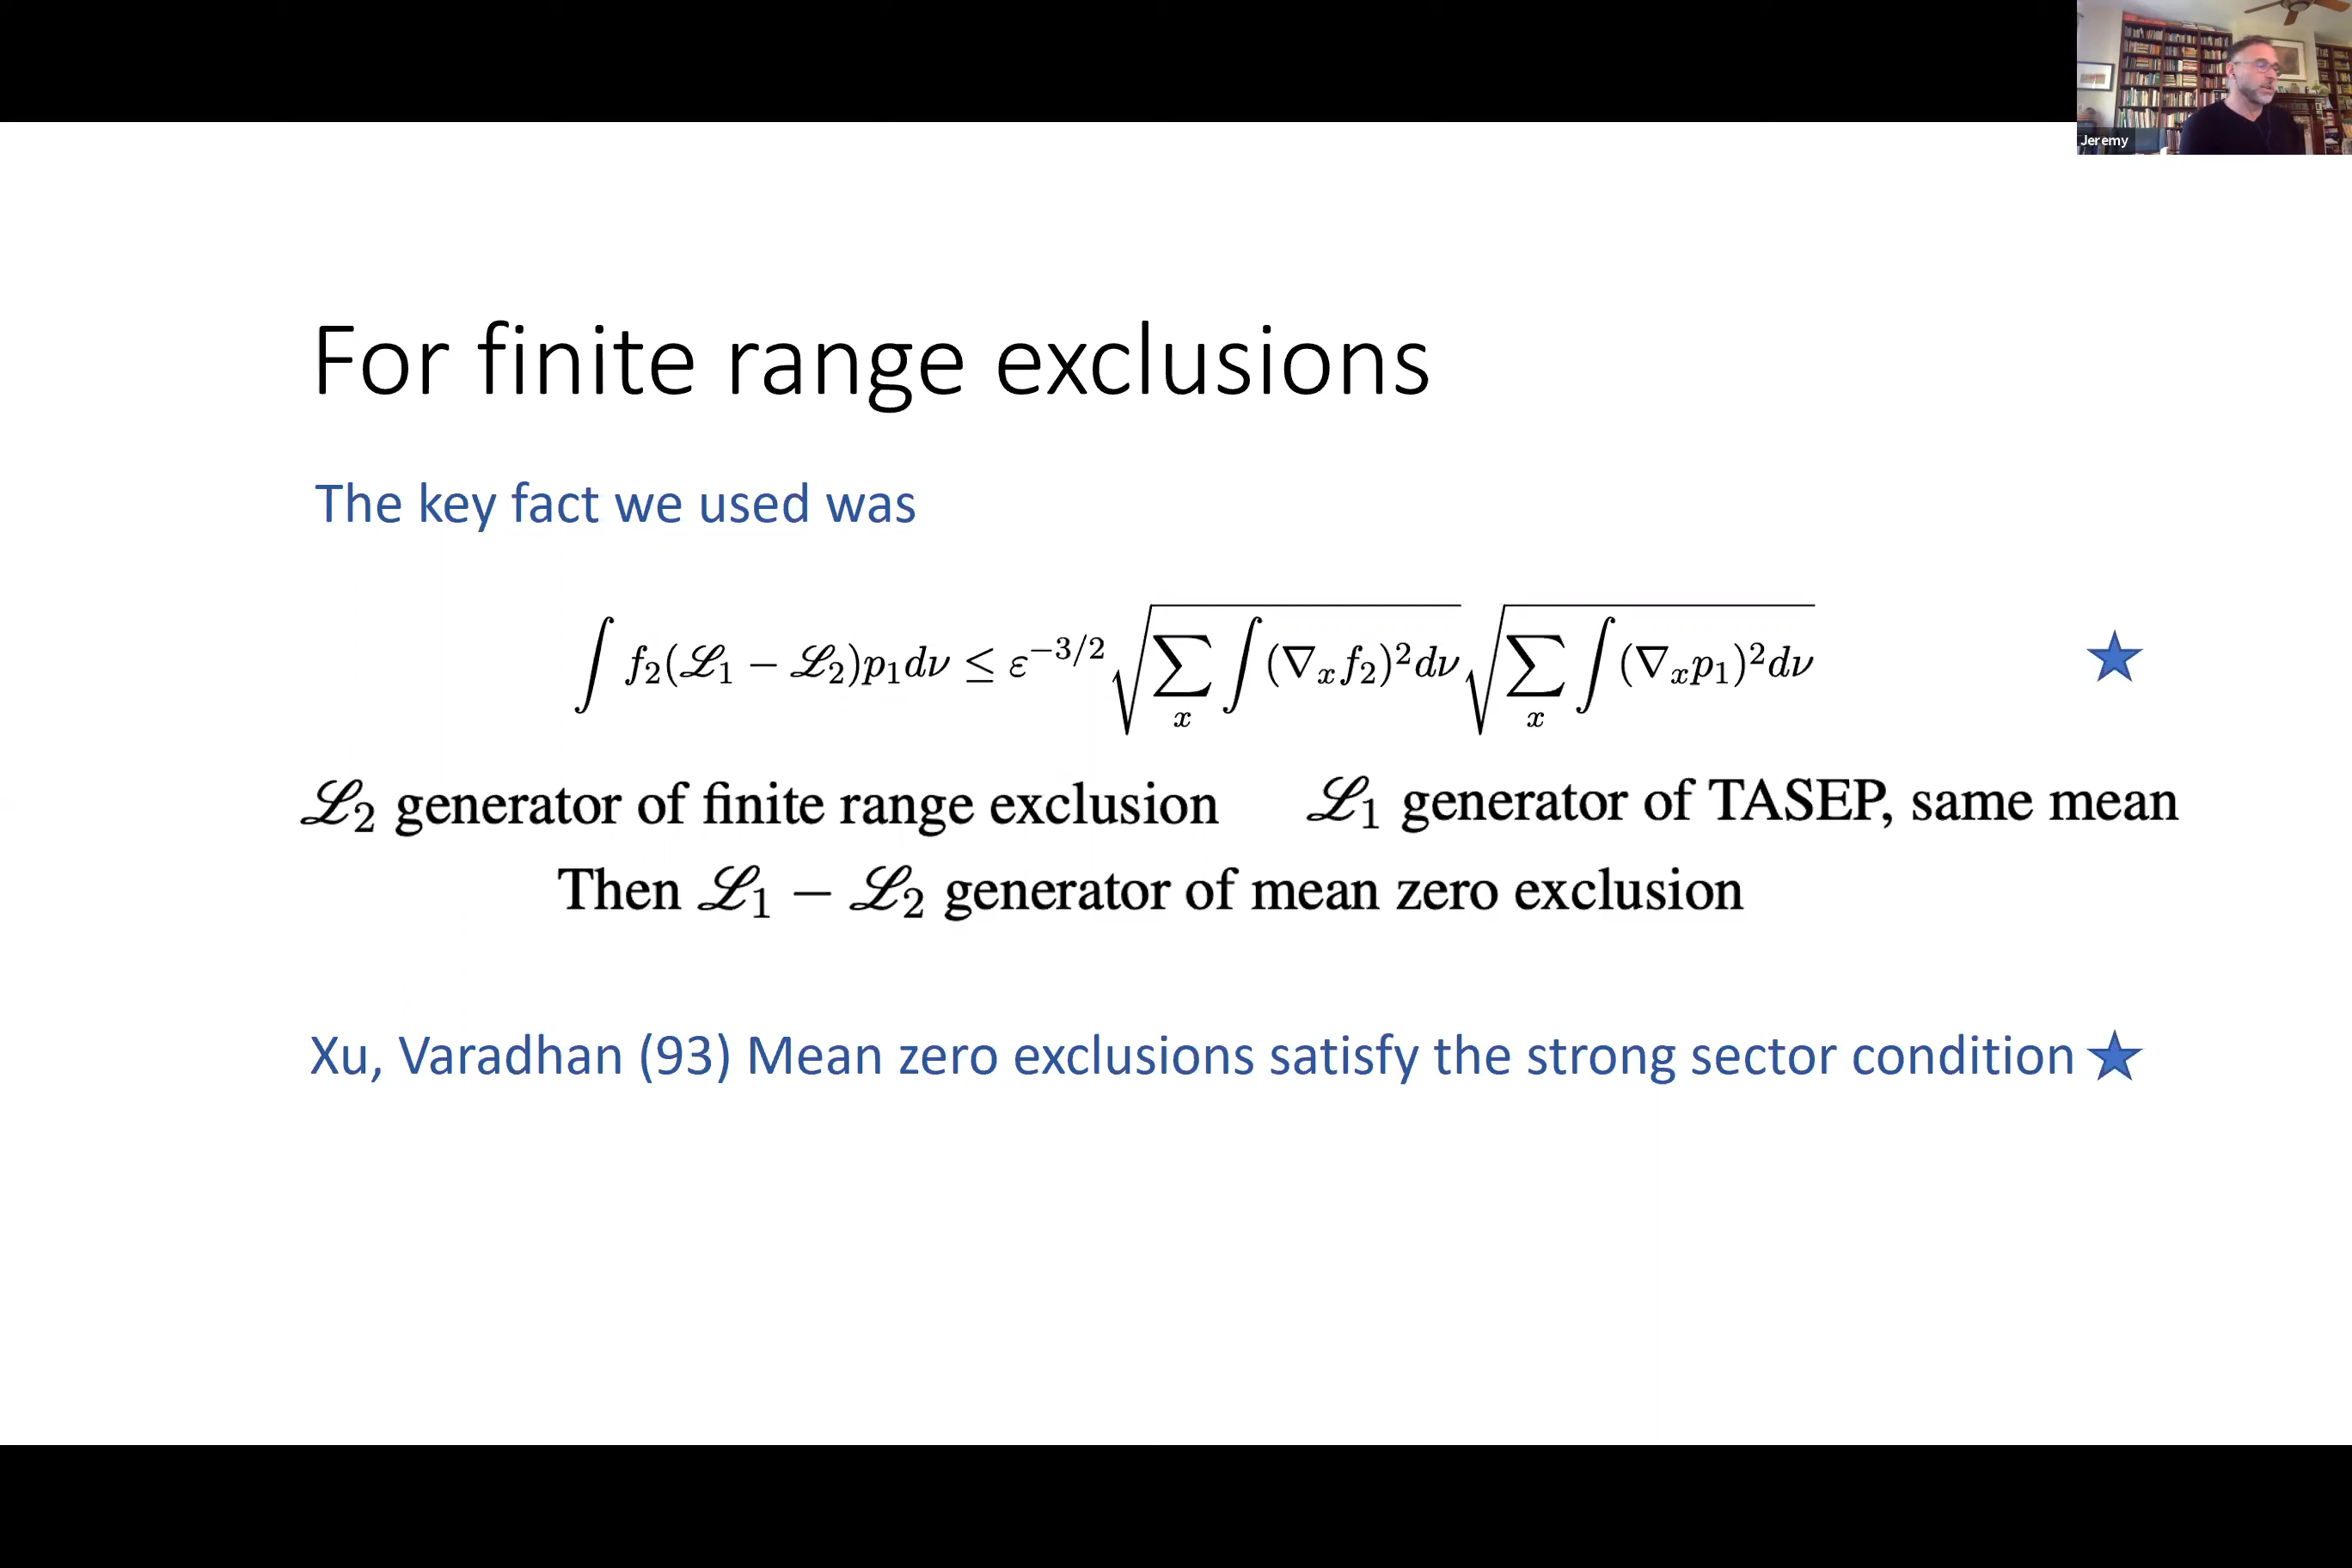 Jeremy
For finite range exclusions
The key fact we used was
∫ f₂(ℒ₁ − ℒ₂)p₁dν ≤ ε^{−3/2} √(∑ₓ ∫(∇ₓf₂)²dν) √(∑ₓ ∫(∇ₓp₁)²dν)
ℒ₂ generator of finite range exclusion ℒ₁ generator of TASEP, same mean
Then ℒ₁ − ℒ₂ generator of mean zero exclusion
Xu, Varadhan (93) Mean zero exclusions satisfy the strong sector condition